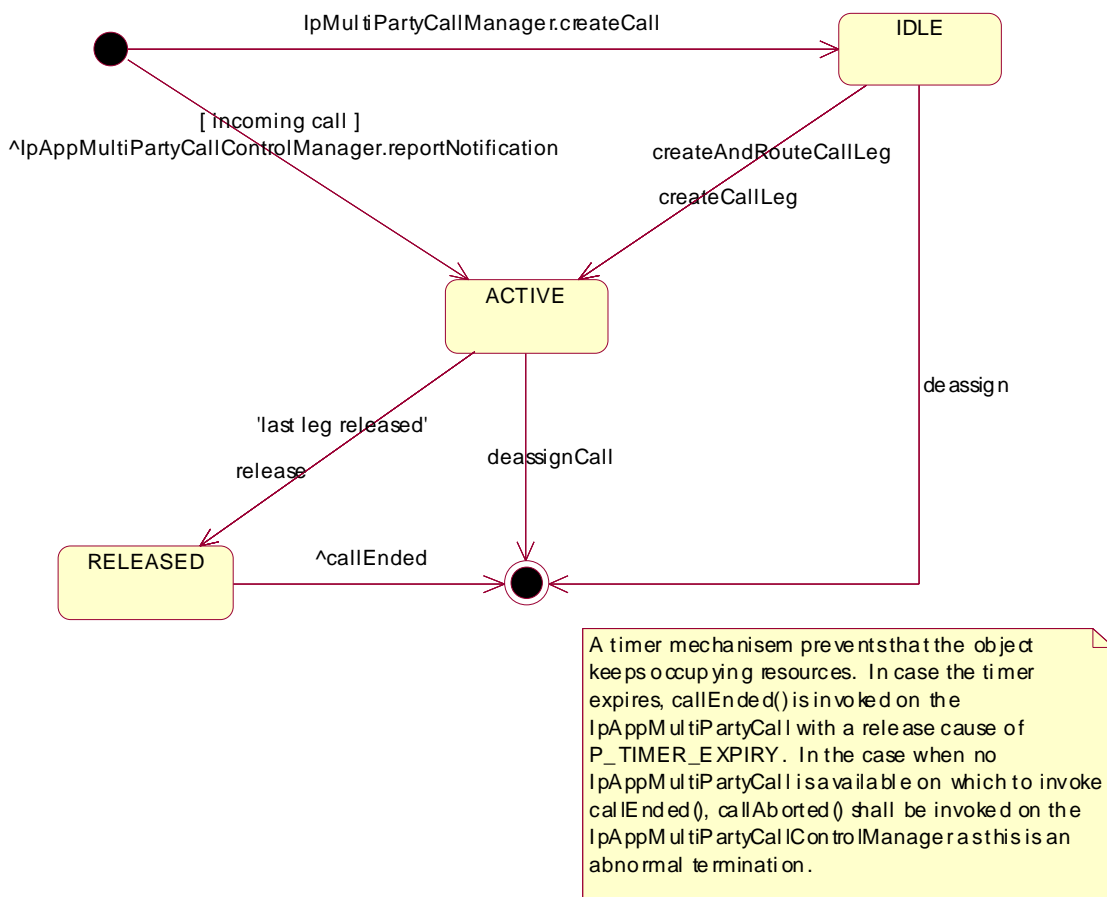 IpMultiPartyCallManager.createCall
IDLE
[ incoming call ]
^IpAppMultiPartyCallControlManager.reportNotification
createAndRouteCallLeg
createCallLeg
ACTIVE
deassign
'last leg released'
release
deassignCall
RELEASED
^callEnded
A timer mechanisem prevents that the object
keeps occupying resources. In case the timer
expires, callEnded() is invoked on the
IpAppMultiPartyCall with a release cause of
P_TIMER_EXPIRY. In the case when no
IpAppMultiPartyCall is available on which to invoke
callEnded(), callAborted() shall be invoked on the
IpAppMultiPartyCallControlManager as this is an
abnormal termination.